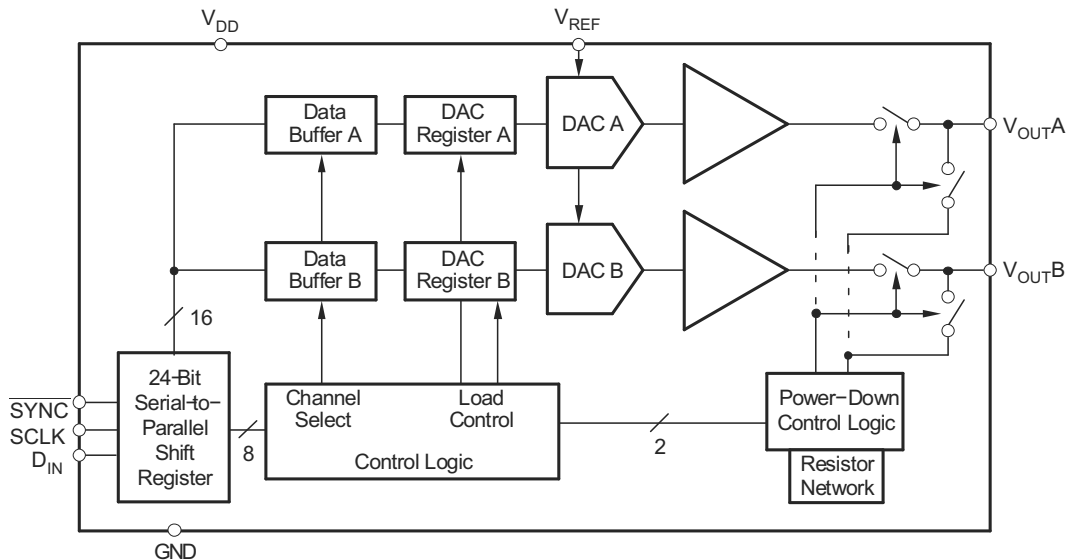 V_DD
V_REF
Data
Buffer A
DAC
Register A
DAC A
V_OUTA
Data
Buffer B
DAC
Register B
DAC B
V_OUTB
16
24-Bit
Serial-to-
Parallel
Shift
Register
SYNC
SCLK
D_IN
8
Channel
Select
Load
Control
Control Logic
2
Power-Down
Control Logic
Resistor
Network
GND